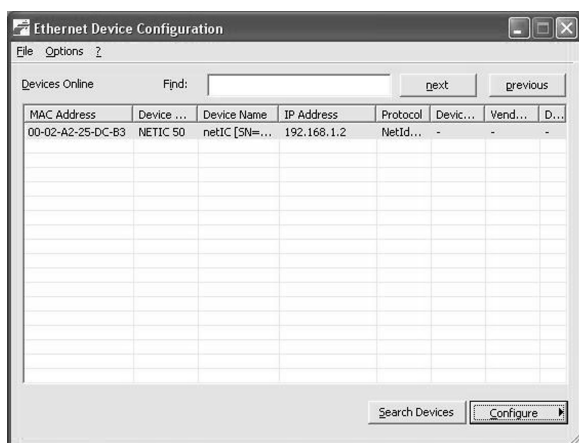 Ethernet Device Configuration
File Options ?
Devices Online Find: next previous
MAC Address Device ... Device Name IP Address Protocol Devic... Vend... D...
00-02-A2-25-DC-B3 NETIC 50 netIC [SN=... 192.168.1.2 NetId... - - -
Search Devices Configure